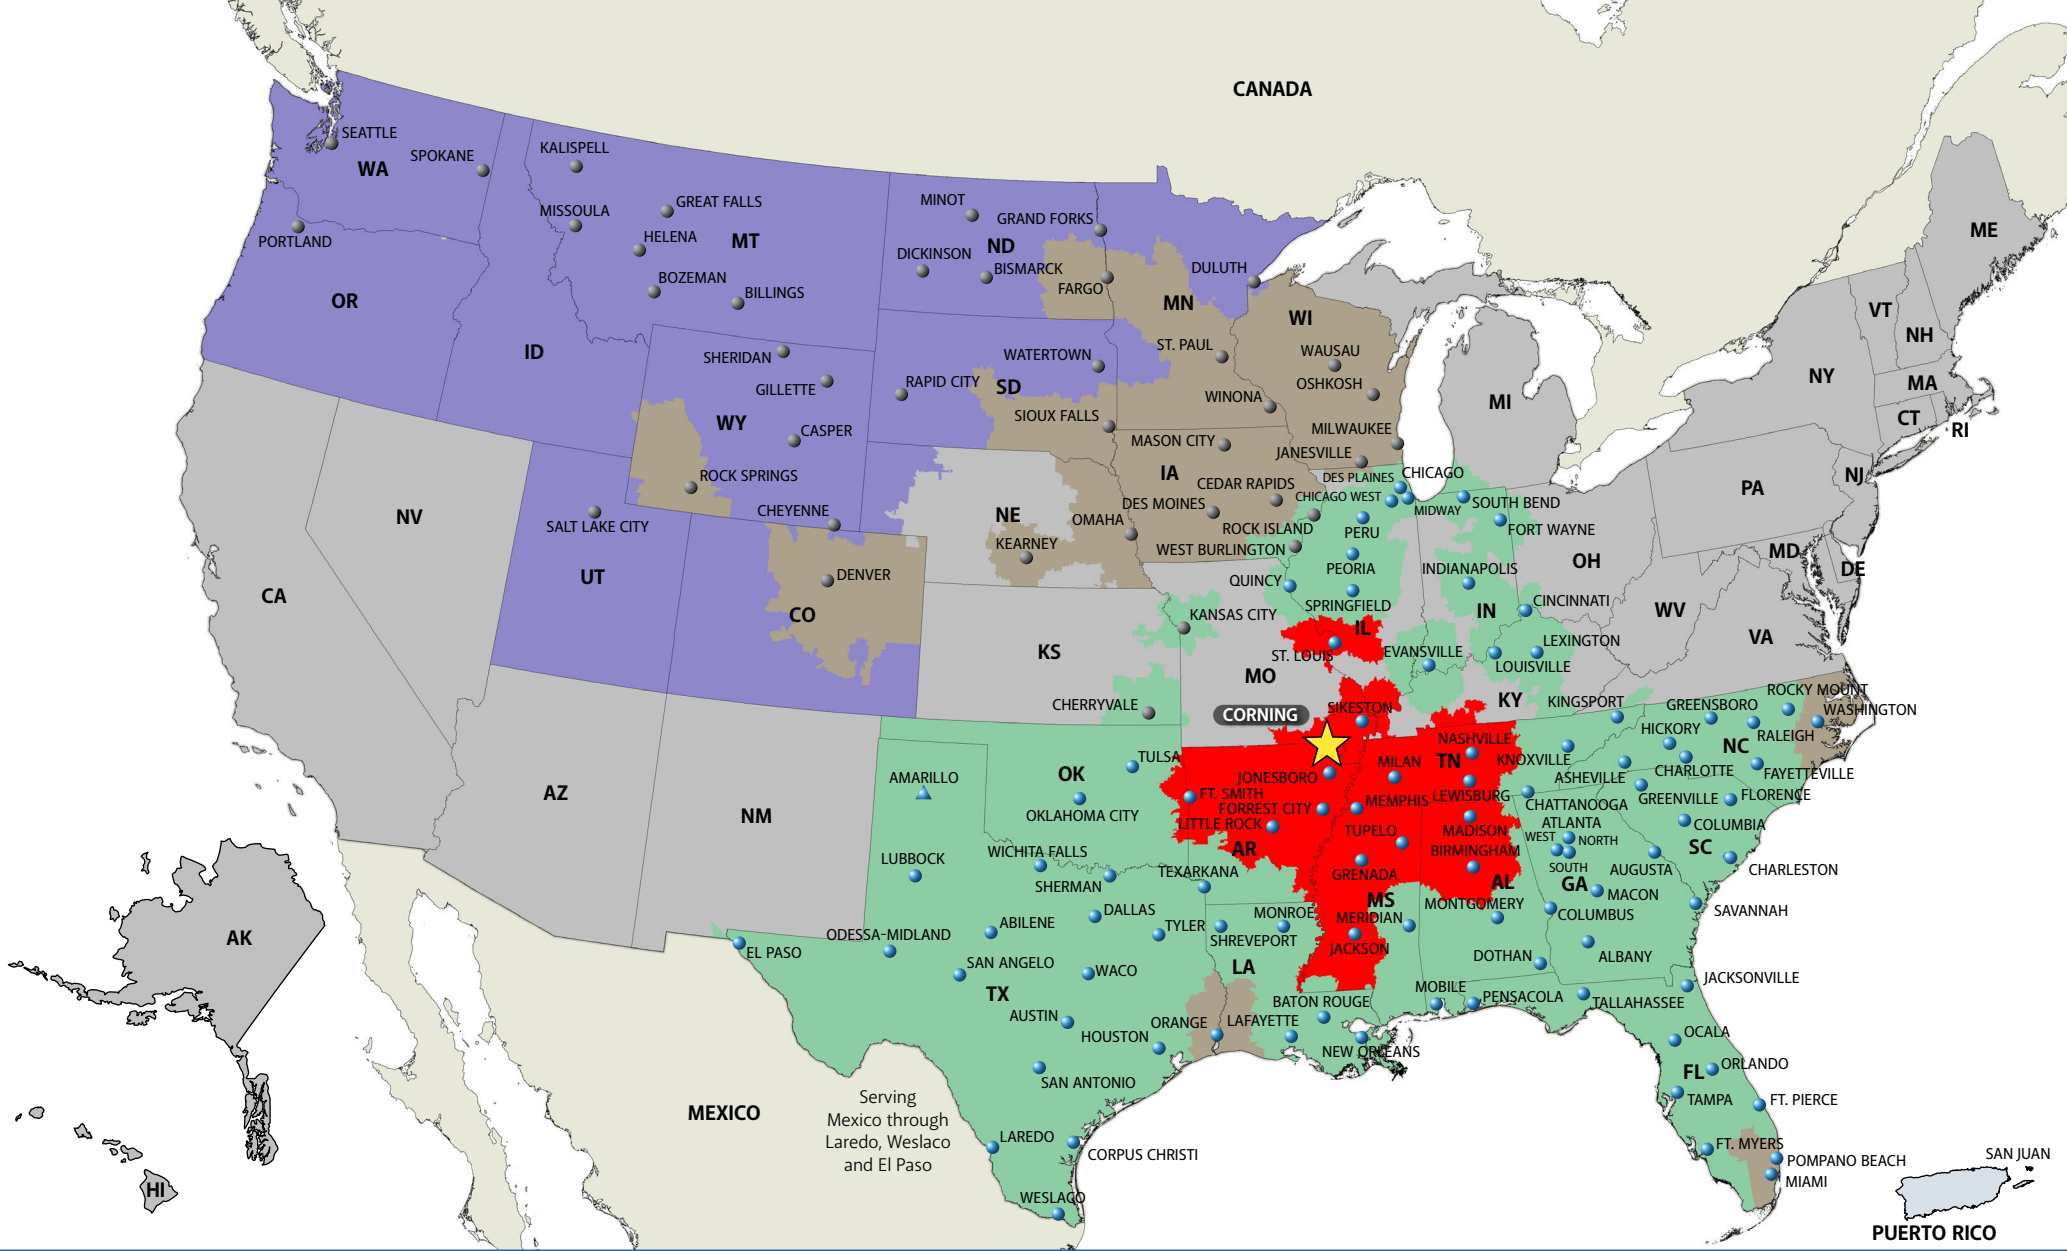 CANADA
SEATTLE
SPOKANE
WA
KALISPELL
GREAT FALLS
MISSOULA
HELENA
MT
BOZEMAN
BILLINGS
MINOT
GRAND FORKS
ND
DICKINSON
BISMARCK
FARGO
DULUTH
MN
WI
PORTLAND
OR
ID
SHERIDAN
GILLETTE
WY
CASPER
ROCK SPRINGS
CHEYENNE
WATERTOWN
RAPID CITY
SD
SIOUX FALLS
ST. PAUL
WINONA
WAUSAU
OSHKOSH
MILWAUKEE
JANESVILLE
MASON CITY
IA
CEDAR RAPIDS
DES MOINES
ROCK ISLAND
WEST BURLINGTON
DES PLAINES
CHICAGO
CHICAGO WEST
MIDWAY
SOUTH BEND
FORT WAYNE
PERU
PEORIA
QUINCY
SPRINGFIELD
IL
ST. LOUIS
INDIANAPOLIS
IN
CINCINNATI
EVANSVILLE
LEXINGTON
LOUISVILLE
KY
MI
OH
WV
VA
PA
NY
ME
VT
NH
MA
CT
RI
NJ
MD
DE
NE
OMAHA
KEARNEY
NV
SALT LAKE CITY
UT
DENVER
CO
CA
KS
KANSAS CITY
CHERRYVALE
MO
CORNING
SIKESTON
AZ
NM
AMARILLO
OK
TULSA
OKLAHOMA CITY
LUBBOCK
WICHITA FALLS
SHERMAN
TEXARKANA
DALLAS
ABILENE
TYLER
ODESSA-MIDLAND
EL PASO
SAN ANGELO
WACO
TX
AUSTIN
HOUSTON
ORANGE
SAN ANTONIO
LAREDO
CORPUS CHRISTI
WESLACO
JONESBORO
FT. SMITH
FORREST CITY
LITTLE ROCK
AR
MEMPHIS
MILAN
NASHVILLE
TN
LEWISBURG
KNOXVILLE
KINGSPORT
CHATTANOOGA
TUPELO
GRENADA
MS
MERIDIAN
JACKSON
MADISON
BIRMINGHAM
AL
MONTGOMERY
DOTHAN
MOBILE
MONROE
SHREVEPORT
LA
BATON ROUGE
LAFAYETTE
NEW ORLEANS
ATLANTA
WEST
NORTH
SOUTH
GA
AUGUSTA
MACON
COLUMBUS
ALBANY
SAVANNAH
GREENSBORO
ROCKY MOUNT
WASHINGTON
HICKORY
RALEIGH
NC
ASHEVILLE
CHARLOTTE
FAYETTEVILLE
GREENVILLE
FLORENCE
COLUMBIA
SC
CHARLESTON
PENSACOLA
TALLAHASSEE
JACKSONVILLE
OCALA
ORLANDO
FL
TAMPA
FT. PIERCE
FT. MYERS
POMPANO BEACH
MIAMI
AK
HI
MEXICO
Serving
Mexico through
Laredo, Weslaco
and El Paso
SAN JUAN
PUERTO RICO